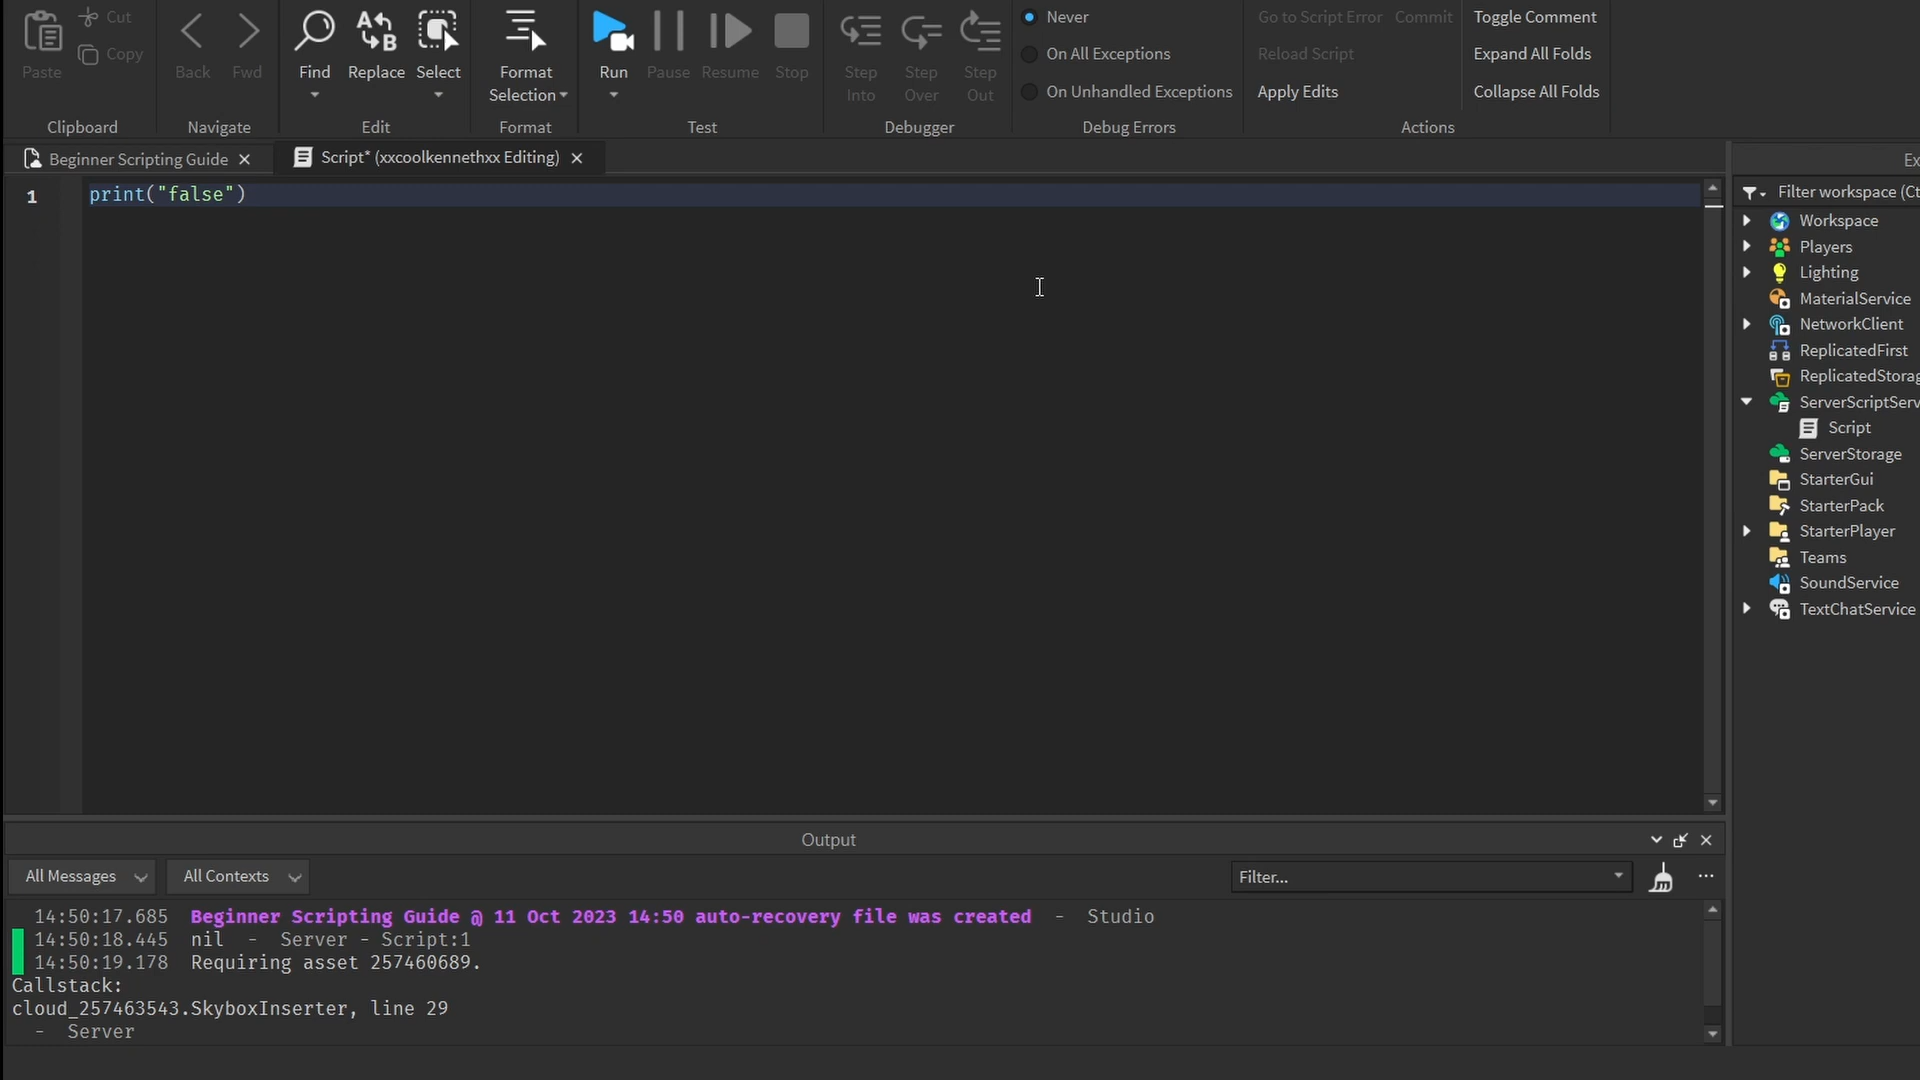 Paste
Cut
Copy
Clipboard
Back
Fwd
Navigate
Find
Replace
Select
Edit
Format
Selection
Format
Run
Pause
Resume
Stop
Test
Step
Into
Step
Over
Step
Out
Debugger
Never
On All Exceptions
On Unhandled Exceptions
Debug Errors
Go to Script Error Commit
Reload Script
Apply Edits
Toggle Comment
Expand All Folds
Collapse All Folds
Actions
Beginner Scripting Guide
Script* (xxcoolkennethxx Editing)
1 print("false")
Ex
Filter workspace (Ct
Workspace
Players
Lighting
MaterialService
NetworkClient
ReplicatedFirst
ReplicatedStorag
ServerScriptServ
Script
ServerStorage
StarterGui
StarterPack
StarterPlayer
Teams
SoundService
TextChatService
Output
All Messages All Contexts Filter...
14:50:17.685 Beginner Scripting Guide @ 11 Oct 2023 14:50 auto-recovery file was created - Studio
14:50:18.445 nil - Server - Script:1
14:50:19.178 Requiring asset 257460689.
Callstack:
cloud_257463543.SkyboxInserter, line 29
- Server